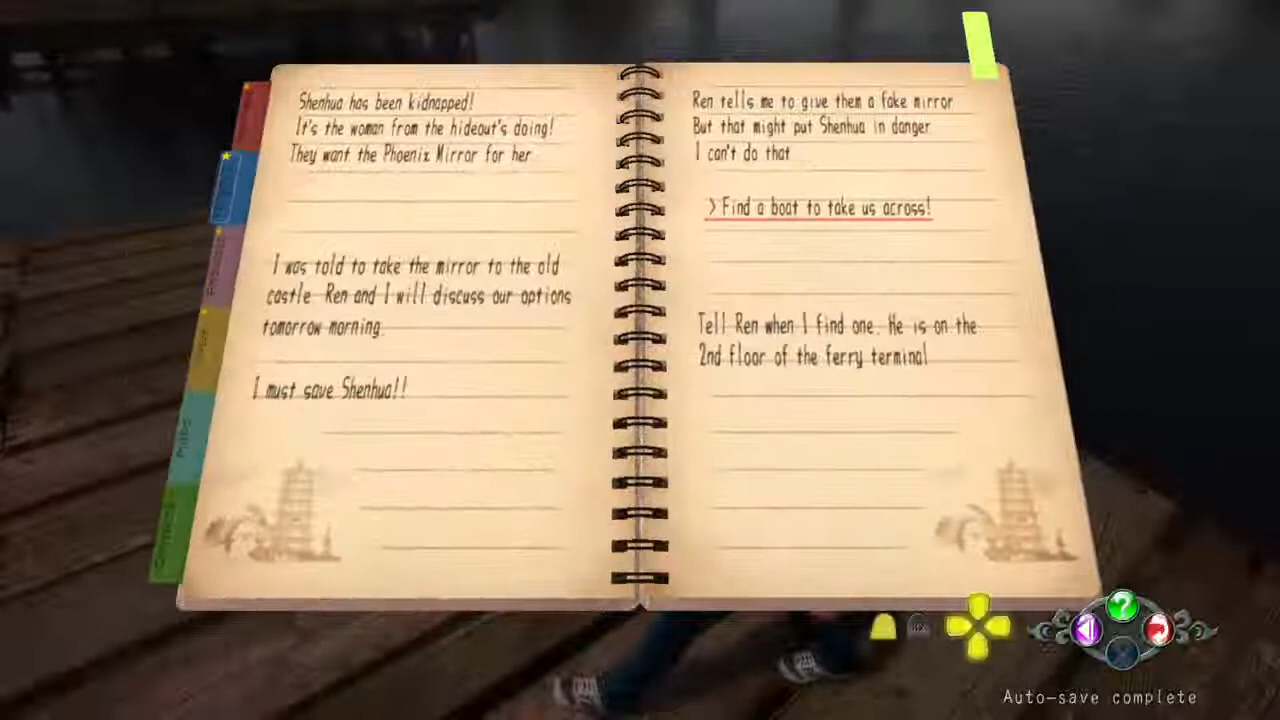 Shenhua has been kidnapped!
It's the woman from the hideout's doing!
They want the Phoenix Mirror for her
I was told to take the mirror to the old
castle. Ren and I will discuss our options
tomorrow morning.
I must save Shenhua!!
Ren tells me to give them a fake mirror
But that might put Shenhua in danger
I can't do that
> Find a boat to take us across!
Tell Ren when I find one. He is on the
2nd floor of the ferry terminal
?
Auto-save complete